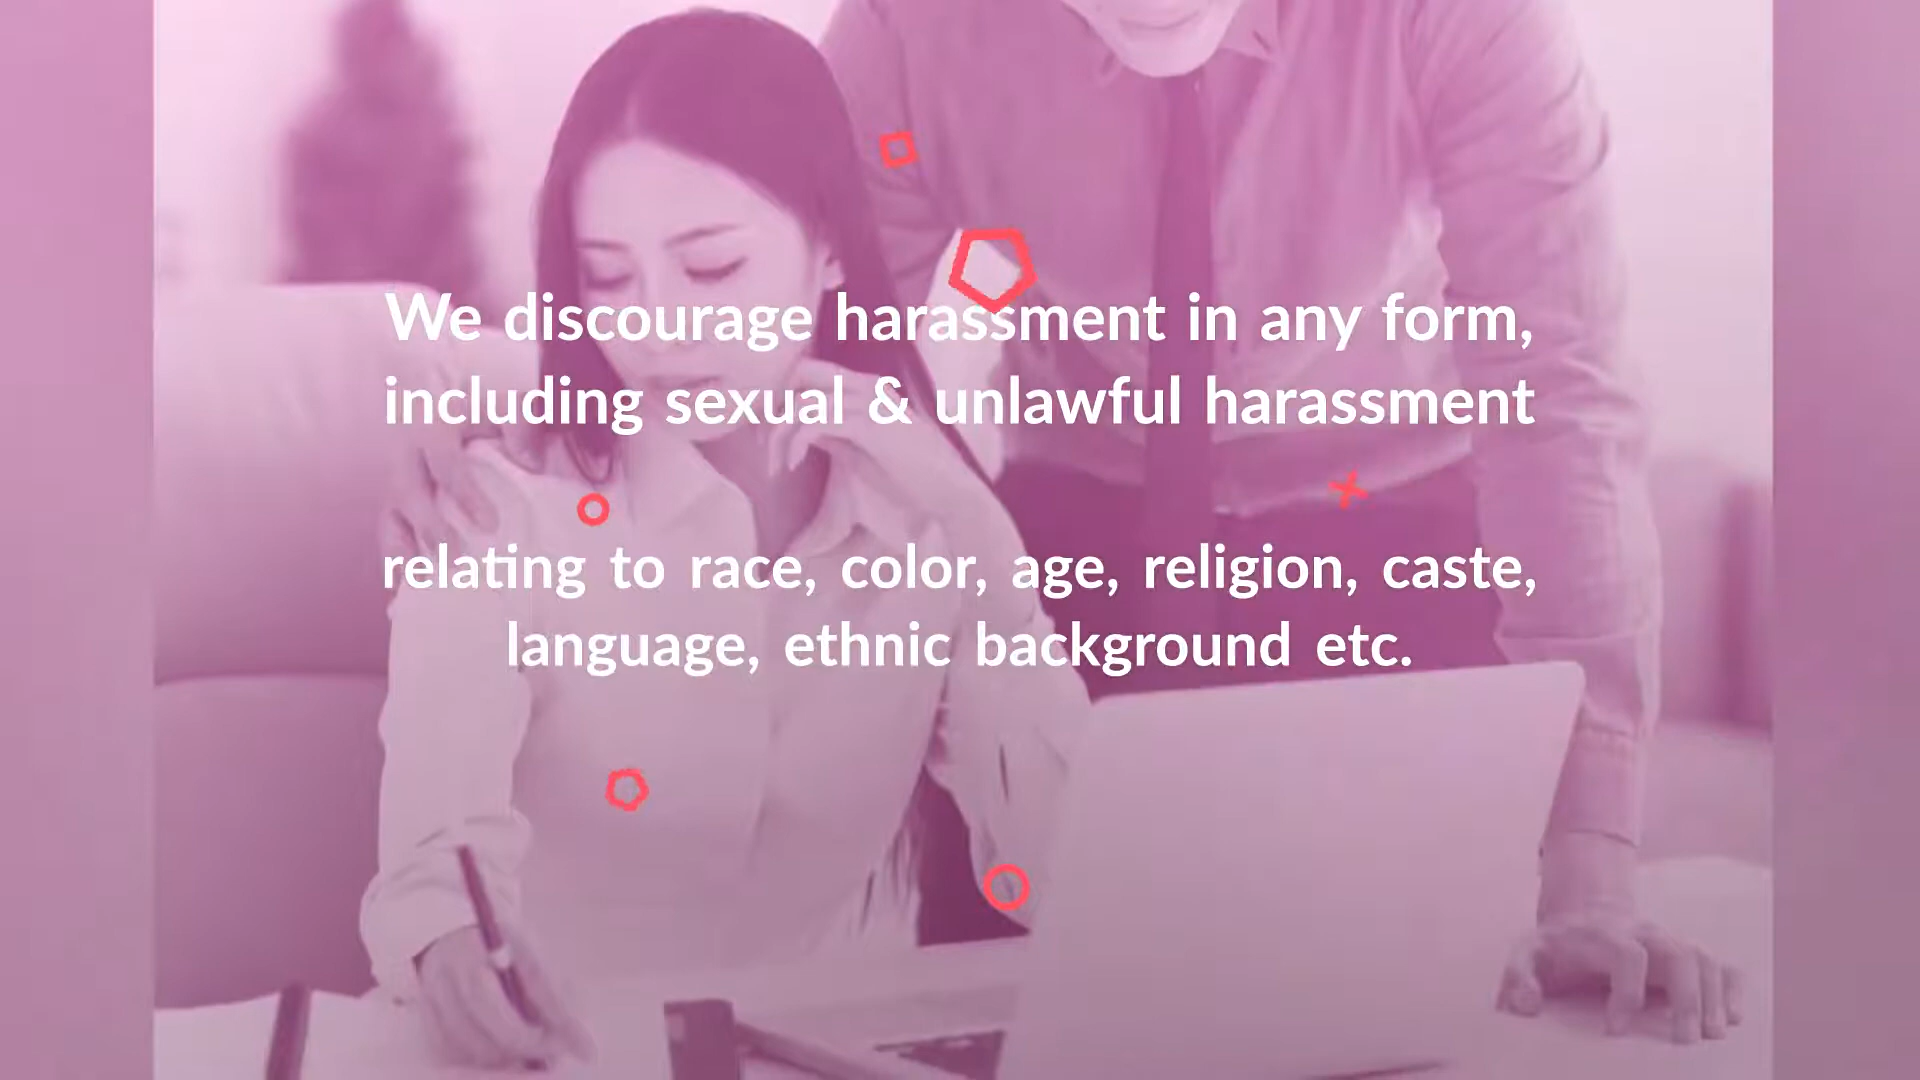 We discourage harassment in any form,
including sexual & unlawful harassment
relating to race, color, age, religion, caste,
language, ethnic background etc.